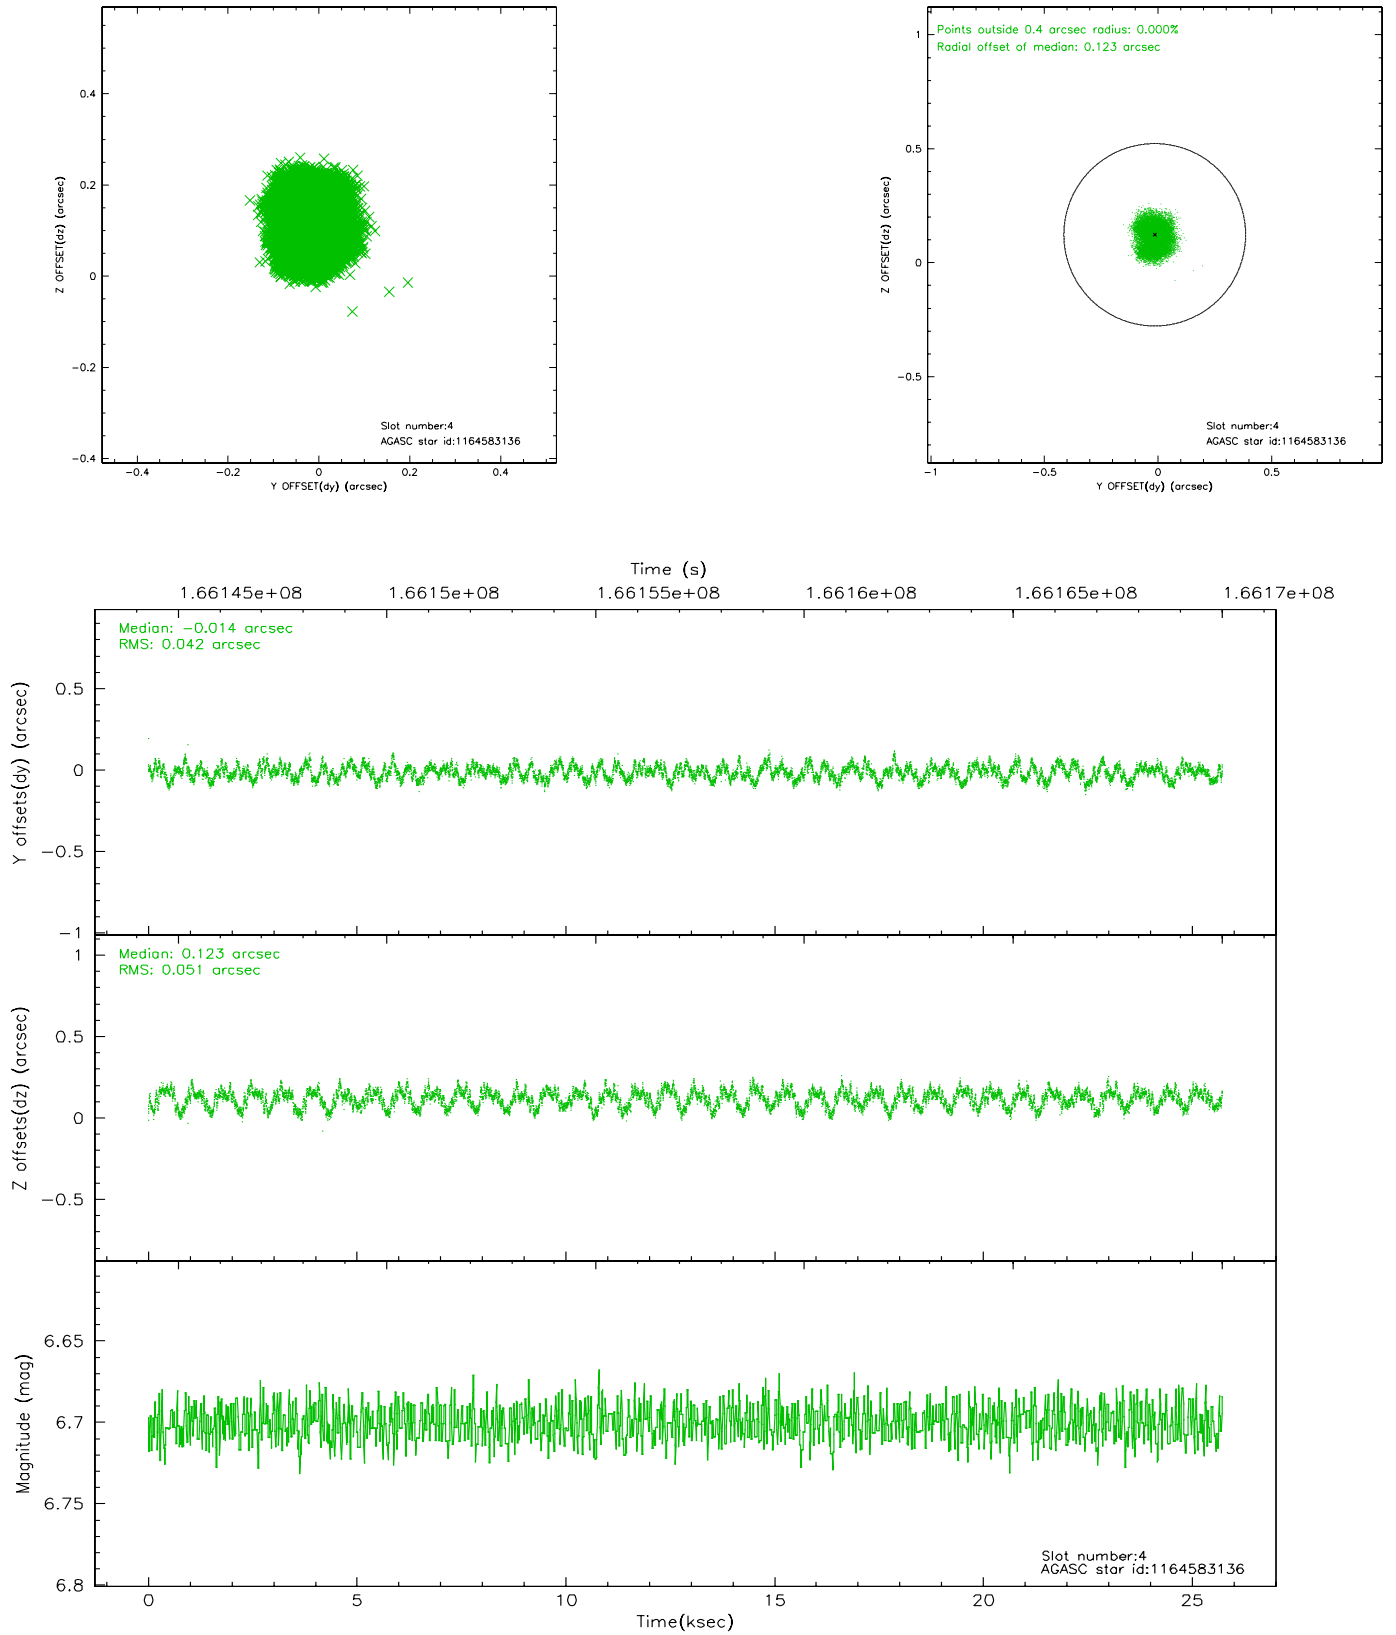 0.4
0.2
0
−0.2
−0.4
Z OFFSET(dz) (arcsec)
Slot number:4
AGASC star id:1164583136
−0.4
−0.2
0
0.2
0.4
Y OFFSET(dy) (arcsec)
Points outside 0.4 arcsec radius: 0.000%
Radial offset of median: 0.123 arcsec
1
0.5
0
−0.5
Z OFFSET(dz) (arcsec)
Slot number:4
AGASC star id:1164583136
−1
−0.5
0
0.5
Y OFFSET(dy) (arcsec)
Time (s)
1.66145e+08
1.6615e+08
1.66155e+08
1.6616e+08
1.66165e+08
1.6617e+08
Median: −0.014 arcsec
RMS: 0.042 arcsec
0.5
0
−0.5
−1
Y offsets(dy) (arcsec)
Median: 0.123 arcsec
RMS: 0.051 arcsec
1
0.5
0
−0.5
Z offsets(dz) (arcsec)
6.65
6.7
6.75
6.8
Magnitude (mag)
Slot number:4
AGASC star id:1164583136
0
5
10
15
20
25
Time(ksec)